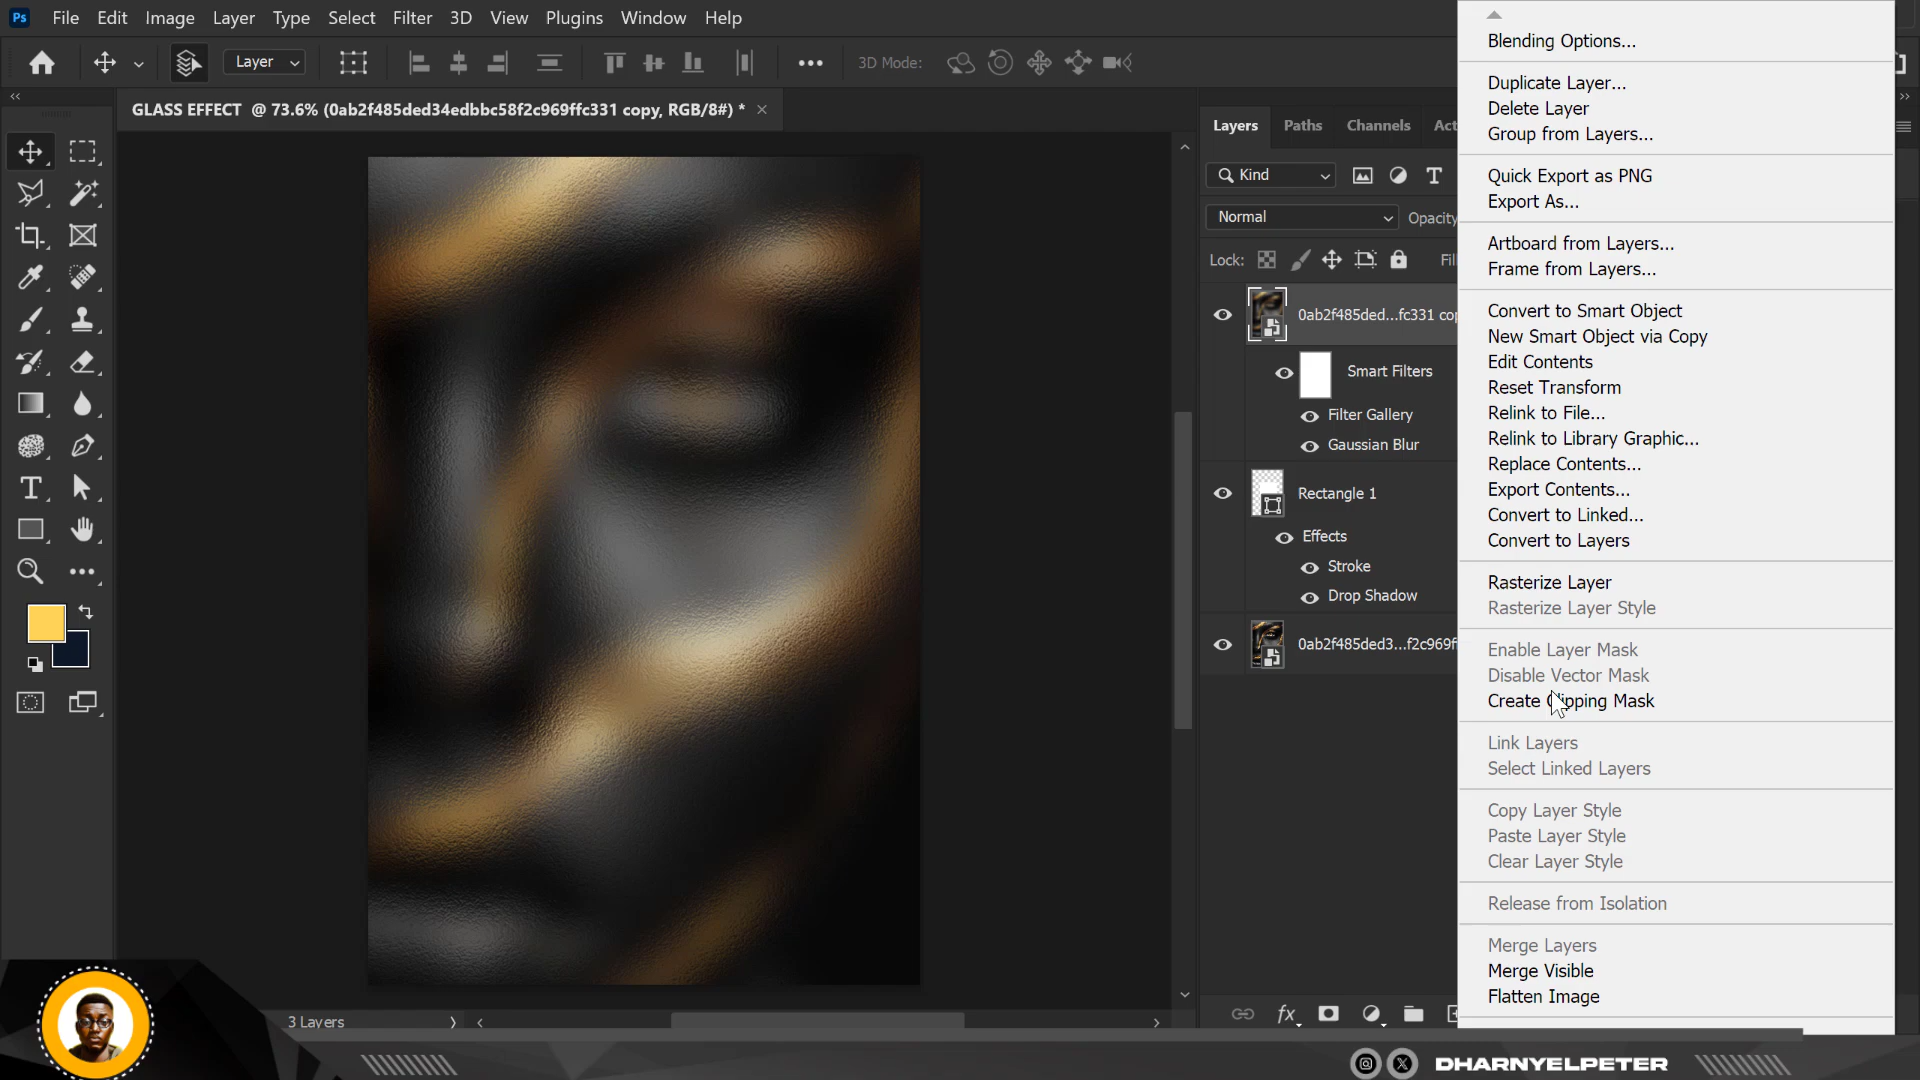 Ps File Edit Image Layer Type Select Filter 3D View Plugins Window Help
Layer 3D Mode:
GLASS EFFECT @ 73.6% (0ab2f485ded34edbbc58f2c969ffc331 copy, RGB/8#) *
Layers Paths Channels Act
Kind
Normal Opacity
Lock: Fil
0ab2f485ded...fc331 cop
Smart Filters
Filter Gallery
Gaussian Blur
Rectangle 1
Effects
Stroke
Drop Shadow
0ab2f485ded3...f2c969ff
Blending Options...
Duplicate Layer...
Delete Layer
Group from Layers...
Quick Export as PNG
Export As...
Artboard from Layers...
Frame from Layers...
Convert to Smart Object
New Smart Object via Copy
Edit Contents
Reset Transform
Relink to File...
Relink to Library Graphic...
Replace Contents...
Export Contents...
Convert to Linked...
Convert to Layers
Rasterize Layer
Rasterize Layer Style
Enable Layer Mask
Disable Vector Mask
Create Clipping Mask
Link Layers
Select Linked Layers
Copy Layer Style
Paste Layer Style
Clear Layer Style
Release from Isolation
Merge Layers
Merge Visible
Flatten Image
3 Layers
fx
DHARNYELPETER